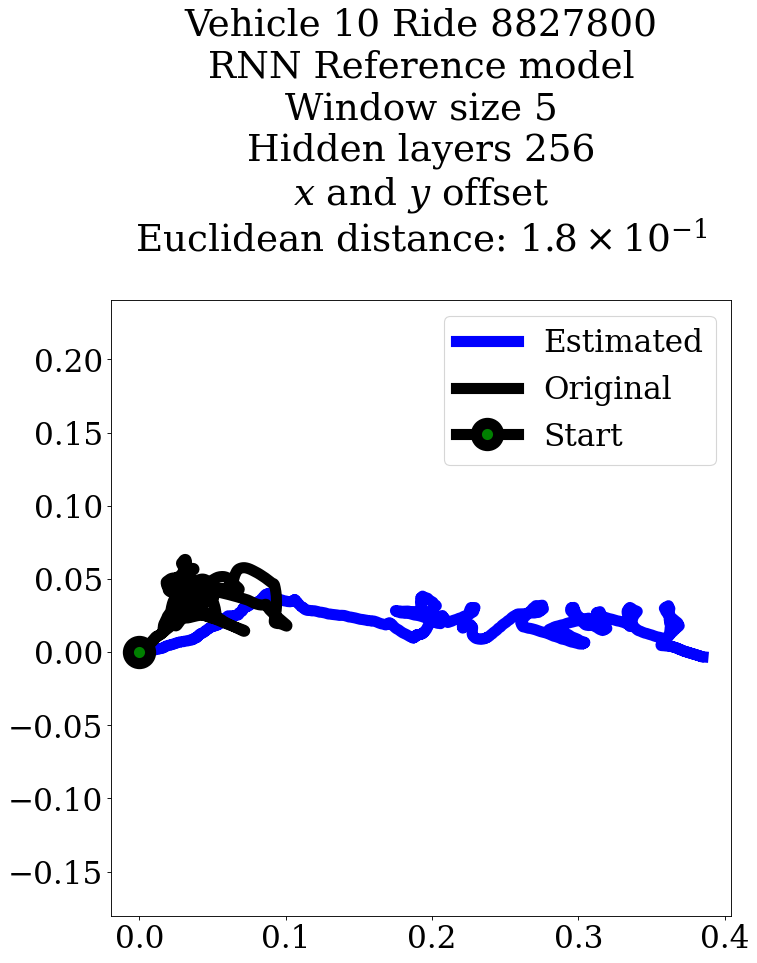 Vehicle 10 Ride 8827800
RNN Reference model
Window size 5
Hidden layers 256
x and y offset
Euclidean distance: 1.8 × 10⁻¹
Estimated
Original
Start
0.20
0.15
0.10
0.05
0.00
−0.05
−0.10
−0.15
0.0 0.1 0.2 0.3 0.4